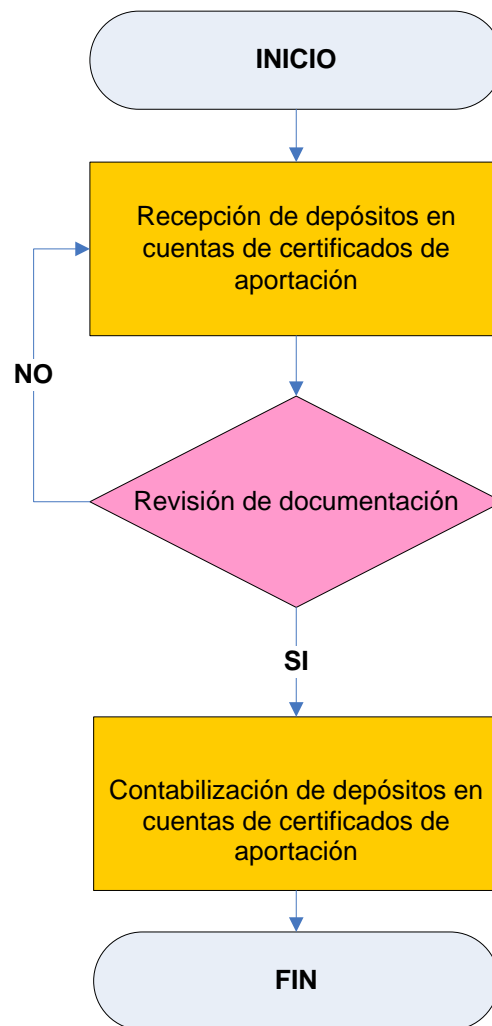 INICIO
Recepción de depósitos en
cuentas de certificados de
aportación
NO
Revisión de documentación
SI
Contabilización de depósitos en
cuentas de certificados de
aportación
FIN